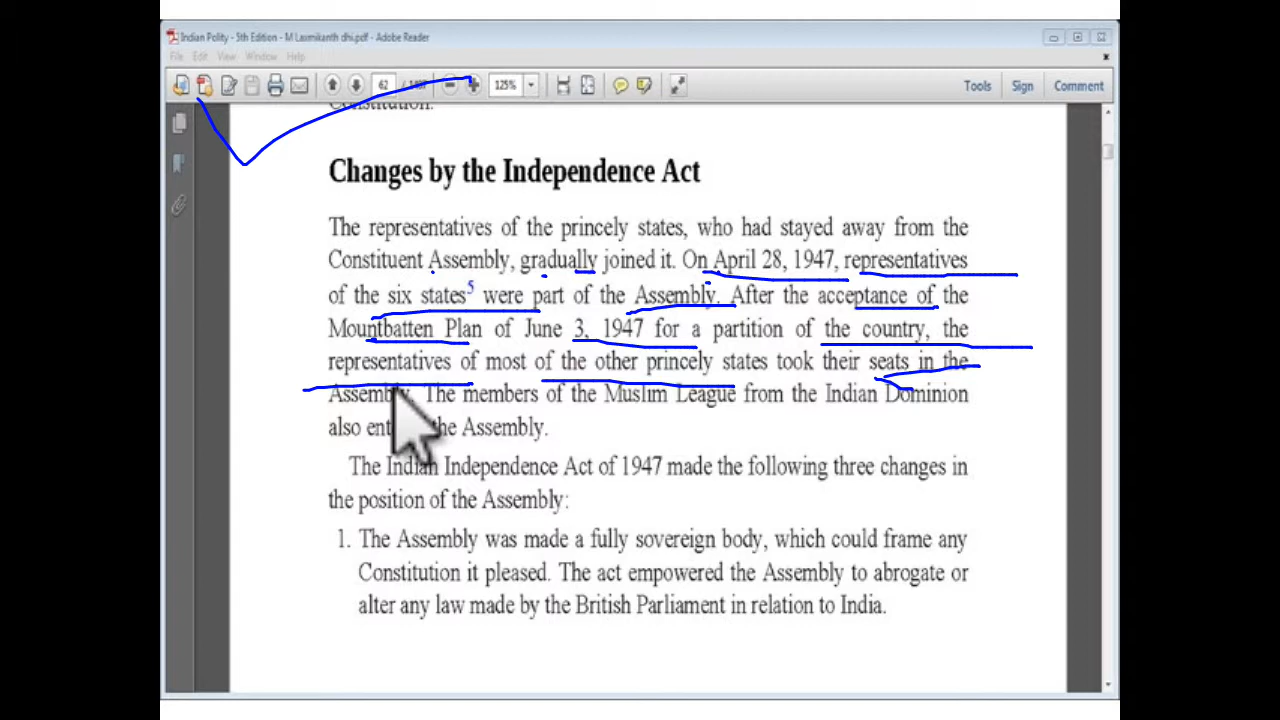 Indian Polity - 5th Edition - M Laxmikanth dhi.pdf - Adobe Reader
File Edit View Window Help
62 125% Tools Sign Comment
Constitution.
Changes by the Independence Act
The representatives of the princely states, who had stayed away from the
Constituent Assembly, gradually joined it. On April 28, 1947, representatives
of the six states5 were part of the Assembly. After the acceptance of the
Mountbatten Plan of June 3, 1947 for a partition of the country, the
representatives of most of the other princely states took their seats in the
Assembly. The members of the Muslim League from the Indian Dominion
also the Assembly.
The Indian Independence Act of 1947 made the following three changes in
the position of the Assembly:
1. The Assembly was made a fully sovereign body, which could frame any
Constitution it pleased. The act empowered the Assembly to abrogate or
alter any law made by the British Parliament in relation to India.